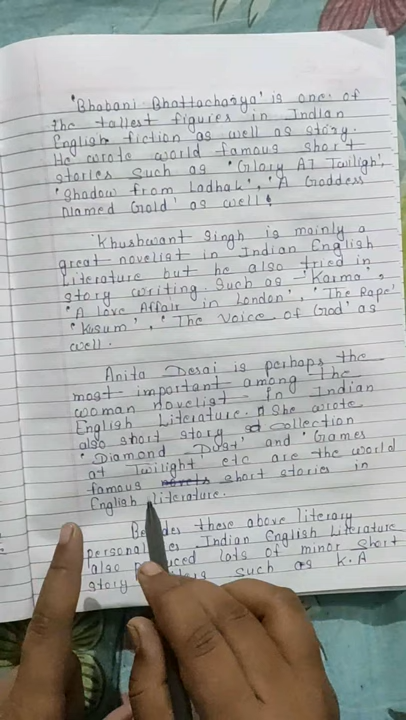 'Bhabani Bhattacharya' is one of
the tallest figures in Indian
English fiction as well as story.
He wrote world famous short
stories such as 'Glory At Twiligh',
'Shadow from Ladhak', 'A Goddess
Named Gold' as well.
'Khushwant Singh is mainly a
great novelist in Indian English
Literature but he also tried in
story writing. Such as - 'Karma',
'A Love Affair in London', 'The Rape'
'Kusum', 'The Voice of God' as
well.
Anita Desai is perhaps the
most important among the
woman novelist in Indian
English Literature. She wrote
also short story collection
'Diamond Dust' and 'Games
at Twilight' etc are the world
famous short stories in
English literature.
these above literary
Indian English Literature
also lots of minor short
story such as K.A